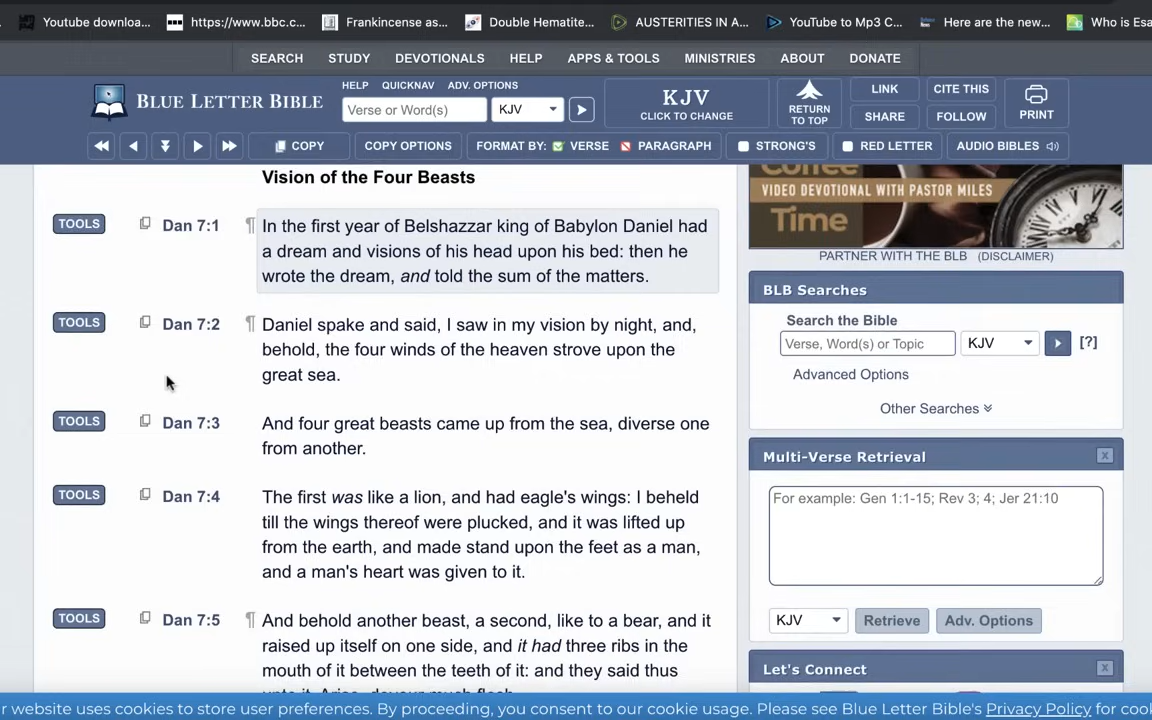 Youtube downloa... https://www.bbc.c... Frankincense as... Double Hematite... AUSTERITIES IN A... YouTube to Mp3 C... Here are the new... Who is Esa
SEARCH STUDY DEVOTIONALS HELP APPS & TOOLS MINISTRIES ABOUT DONATE
BLUE LETTER BIBLE
HELP QUICKNAV ADV. OPTIONS
Verse or Word(s) KJV
KJV
CLICK TO CHANGE
RETURN
TO TOP
LINK CITE THIS
SHARE FOLLOW
PRINT
COPY COPY OPTIONS FORMAT BY: VERSE PARAGRAPH STRONG'S RED LETTER AUDIO BIBLES
Vision of the Four Beasts
TOOLS Dan 7:1 ¶ In the first year of Belshazzar king of Babylon Daniel had
a dream and visions of his head upon his bed: then he
wrote the dream, and told the sum of the matters.
TOOLS Dan 7:2 ¶ Daniel spake and said, I saw in my vision by night, and,
behold, the four winds of the heaven strove upon the
great sea.
TOOLS Dan 7:3 And four great beasts came up from the sea, diverse one
from another.
TOOLS Dan 7:4 The first was like a lion, and had eagle's wings: I beheld
till the wings thereof were plucked, and it was lifted up
from the earth, and made stand upon the feet as a man,
and a man's heart was given to it.
TOOLS Dan 7:5 ¶ And behold another beast, a second, like to a bear, and it
raised up itself on one side, and it had three ribs in the
mouth of it between the teeth of it: and they said thus
unto it, Arise, devour much flesh.
Coffee
VIDEO DEVOTIONAL WITH PASTOR MILES
Time
PARTNER WITH THE BLB (DISCLAIMER)
BLB Searches
Search the Bible
Verse, Word(s) or Topic KJV [?]
Advanced Options
Other Searches
Multi-Verse Retrieval X
For example: Gen 1:1-15; Rev 3; 4; Jer 21:10
KJV Retrieve Adv. Options
Let's Connect X
r website uses cookies to store user preferences. By proceeding, you consent to our cookie usage. Please see Blue Letter Bible's Privacy Policy for cook